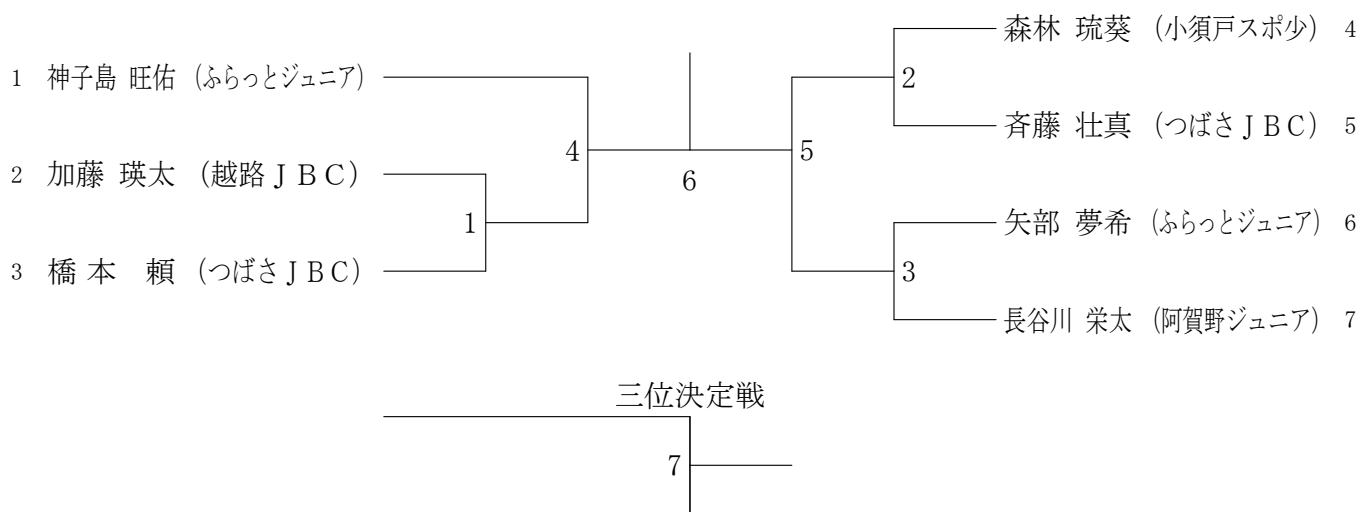 1 神子島 旺佑 (ふらっとジュニア)
2 加藤 瑛太 (越路ＪＢＣ)
3 橋本 頼 (つばさＪＢＣ)
1
4
6
5
2
3
森林 琉葵 (小須戸スポ少) 4
斉藤 壮真 (つばさＪＢＣ) 5
矢部 夢希 (ふらっとジュニア) 6
長谷川 栄太 (阿賀野ジュニア) 7
三位決定戦
7